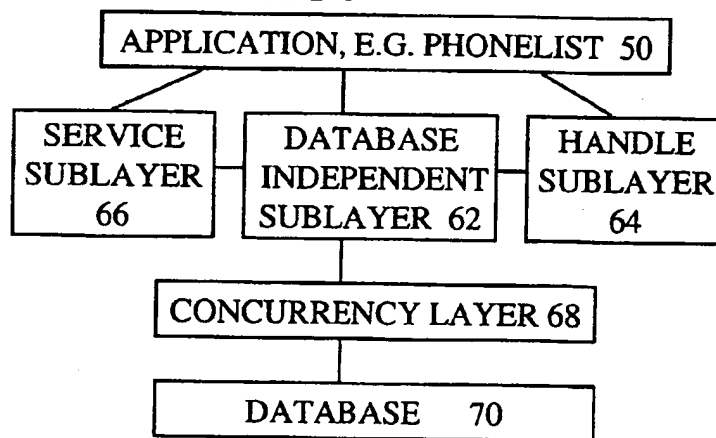 APPLICATION, E.G. PHONELIST 50
SERVICE
SUBLAYER
66
DATABASE
INDEPENDENT
SUBLAYER 62
HANDLE
SUBLAYER
64
CONCURRENCY LAYER 68
DATABASE 70